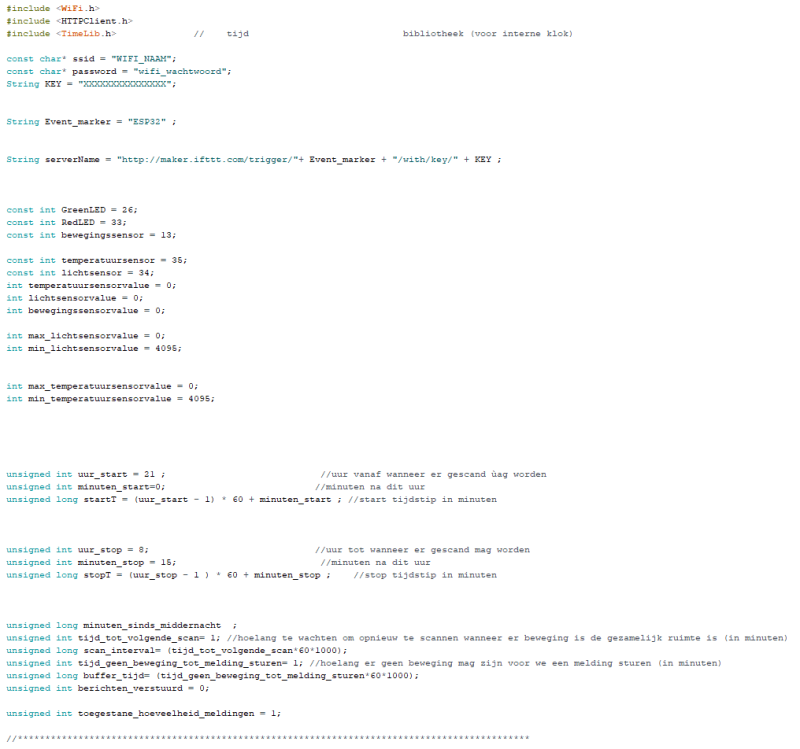 #include <WiFi.h>
#include <HTTPClient.h>
#include <TimeLib.h> // tijd bibliotheek (voor interne klok)
const char* ssid = "WIFI_NAAM";
const char* password = "wifi_wachtwoord";
String KEY = "XXXXXXXXXXXXXXX";
String Event_marker = "ESP32" ;
String serverName = "http://maker.ifttt.com/trigger/"+ Event_marker + "/with/key/" + KEY ;
const int GreenLED = 26;
const int RedLED = 33;
const int bewegingssensor = 13;
const int temperatuursensor = 35;
const int lichtsensor = 34;
int temperatuursensorvalue = 0;
int lichtsensorvalue = 0;
int bewegingssensorvalue = 0;
int max_lichtsensorvalue = 0;
int min_lichtsensorvalue = 4095;
int max_temperatuursensorvalue = 0;
int min_temperatuursensorvalue = 4095;
unsigned int uur_start = 21 ; //uur vanaf wanneer er gescand ùag worden
unsigned int minuten_start=0; //minuten na dit uur
unsigned long startT = (uur_start - 1) * 60 + minuten_start ; //start tijdstip in minuten
unsigned int uur_stop = 8; //uur tot wanneer er gescand mag worden
unsigned int minuten_stop = 15; //minuten na dit uur
unsigned long stopT = (uur_stop - 1 ) * 60 + minuten_stop ; //stop tijdstip in minuten
unsigned long minuten_sinds_middernacht ;
unsigned int tijd_tot_volgende_scan= 1; //hoelang te wachten om opnieuw te scannen wanneer er beweging is de gezamelijk ruimte is (in minuten)
unsigned long scan_interval= (tijd_tot_volgende_scan*60*1000);
unsigned int tijd_geen_beweging_tot_melding_sturen= 1; //hoelang er geen beweging mag zijn voor we een melding sturen (in minuten)
unsigned long buffer_tijd= (tijd_geen_beweging_tot_melding_sturen*60*1000);
unsigned int berichten_verstuurd = 0;
unsigned int toegestane_hoeveelheid_meldingen = 1;
//*********************************************************************************************